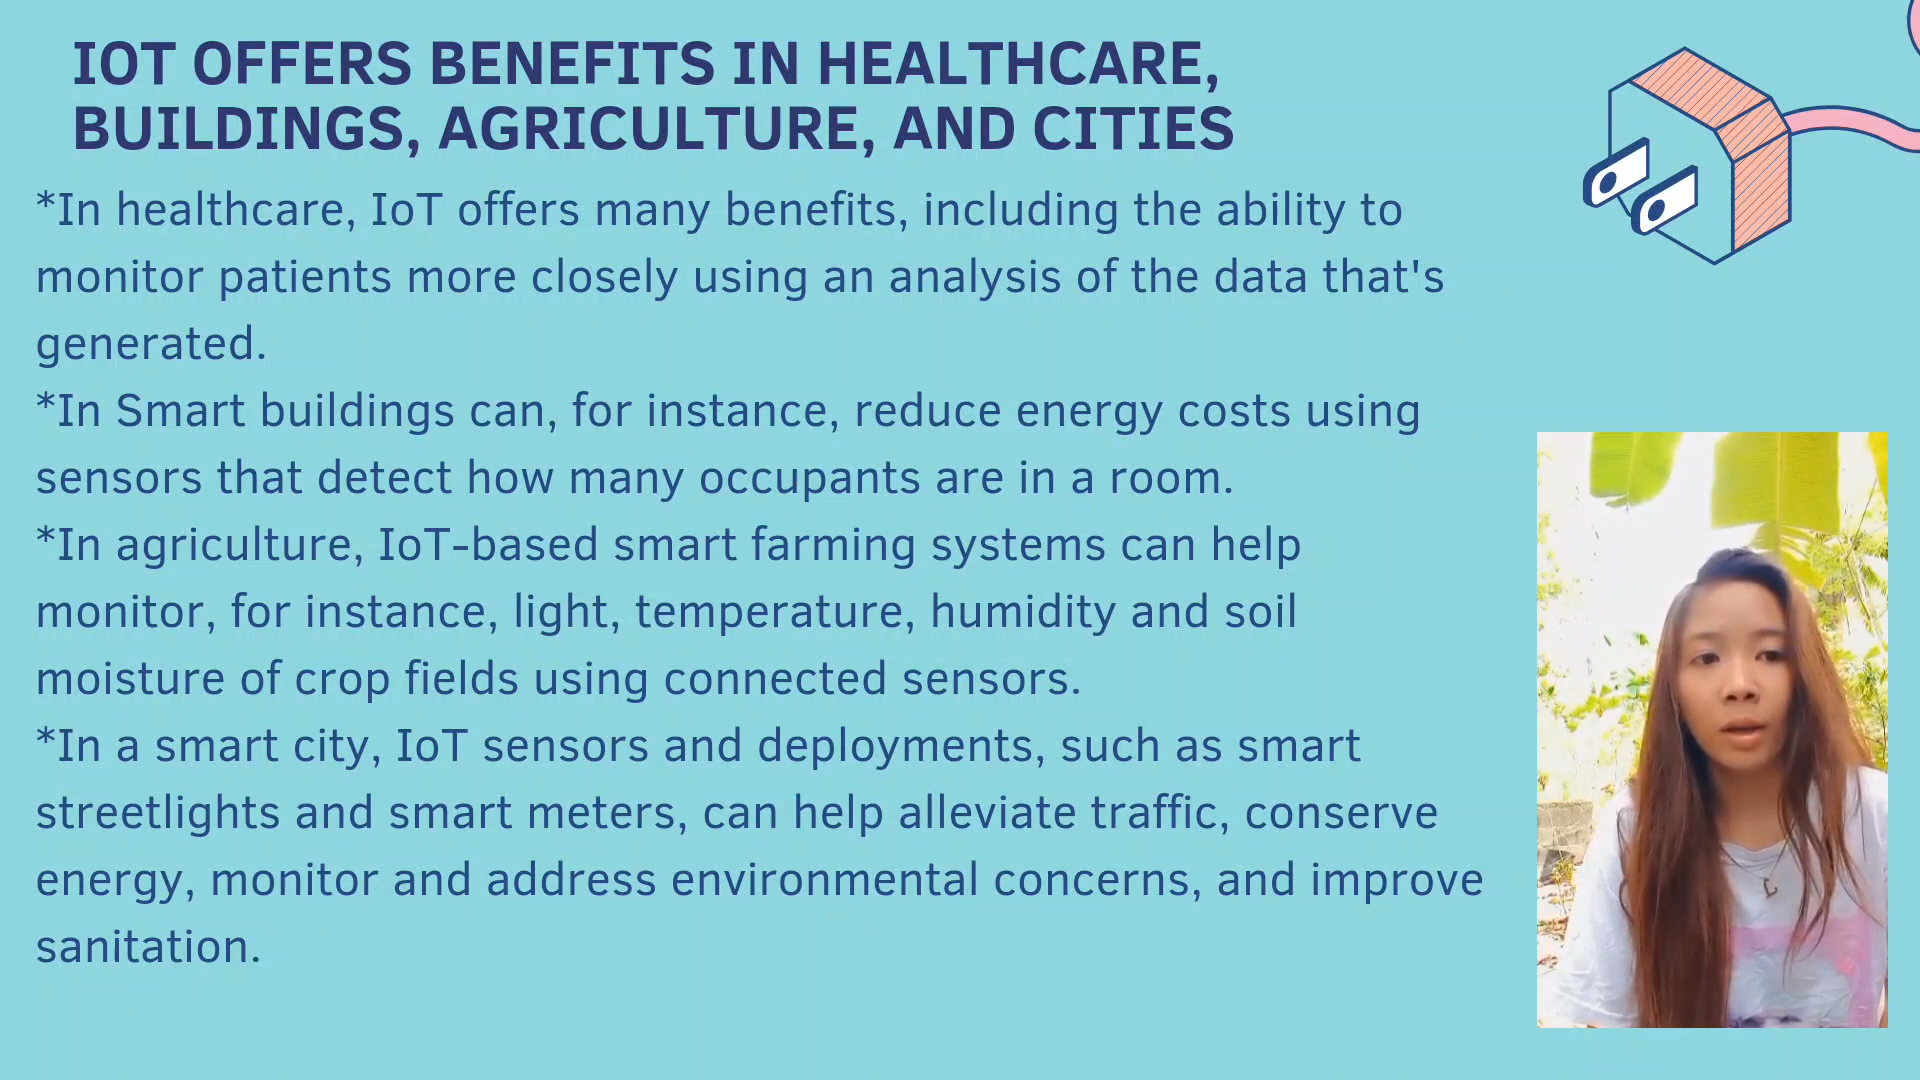 IOT OFFERS BENEFITS IN HEALTHCARE,
BUILDINGS, AGRICULTURE, AND CITIES
*In healthcare, IoT offers many benefits, including the ability to
monitor patients more closely using an analysis of the data that's
generated.
*In Smart buildings can, for instance, reduce energy costs using
sensors that detect how many occupants are in a room.
*In agriculture, IoT-based smart farming systems can help
monitor, for instance, light, temperature, humidity and soil
moisture of crop fields using connected sensors.
*In a smart city, IoT sensors and deployments, such as smart
streetlights and smart meters, can help alleviate traffic, conserve
energy, monitor and address environmental concerns, and improve
sanitation.